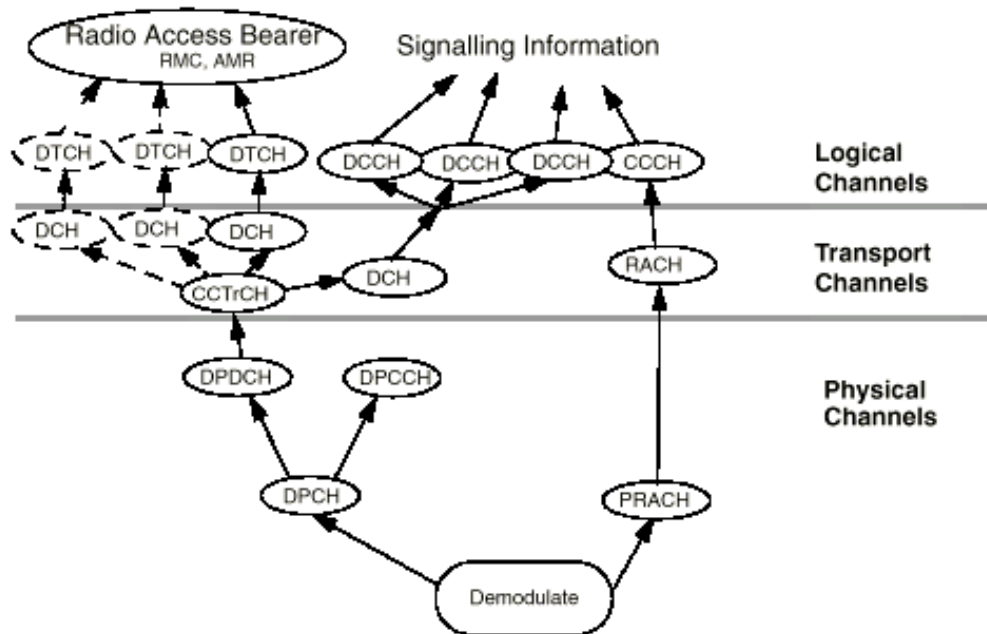 Radio Access Bearer
RMC, AMR
Signalling Information
DTCH
DTCH
DTCH
DCCH
DCCH
DCCH
CCCH
Logical
Channels
DCH
DCH
DCH
DCH
RACH
CCTrCH
Transport
Channels
DPDCH
DPCCH
Physical
Channels
DPCH
PRACH
Demodulate